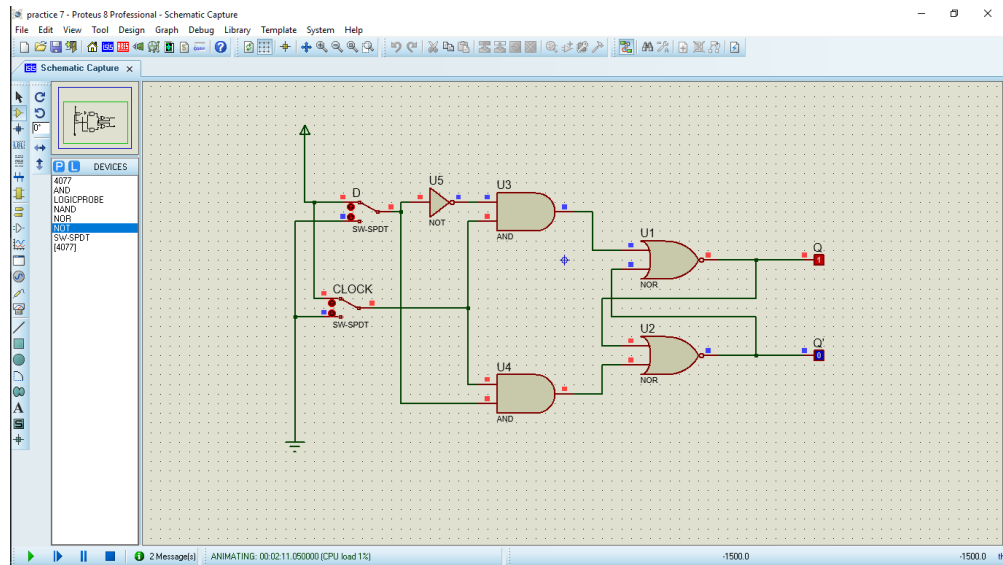 practice 7 - Proteus 8 Professional - Schematic Capture
File Edit View Tool Design Graph Debug Library Template System Help
Schematic Capture
0°
P L DEVICES
4077
AND
LOGICPROBE
NAND
NOR
NOT
SW-SPDT
[4077]
D
SW-SPDT
U5
NOT
U3
AND
U1
NOR
Q
1
CLOCK
SW-SPDT
U2
NOR
Q'
0
U4
AND
2 Message(s) ANIMATING: 00:02:11.050000 (CPU load 1%) -1500.0 -1500.0 th